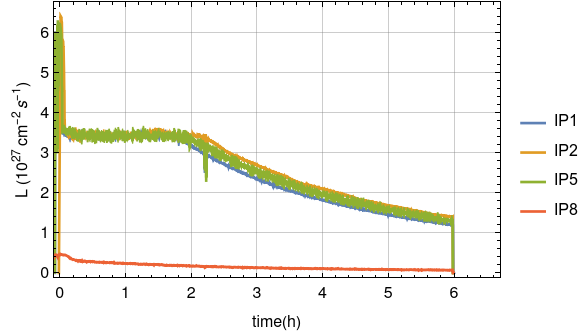 6
5
4
3
2
1
0
L (10²⁷ cm⁻² s⁻¹)
0 1 2 3 4 5 6
time(h)
IP1
IP2
IP5
IP8